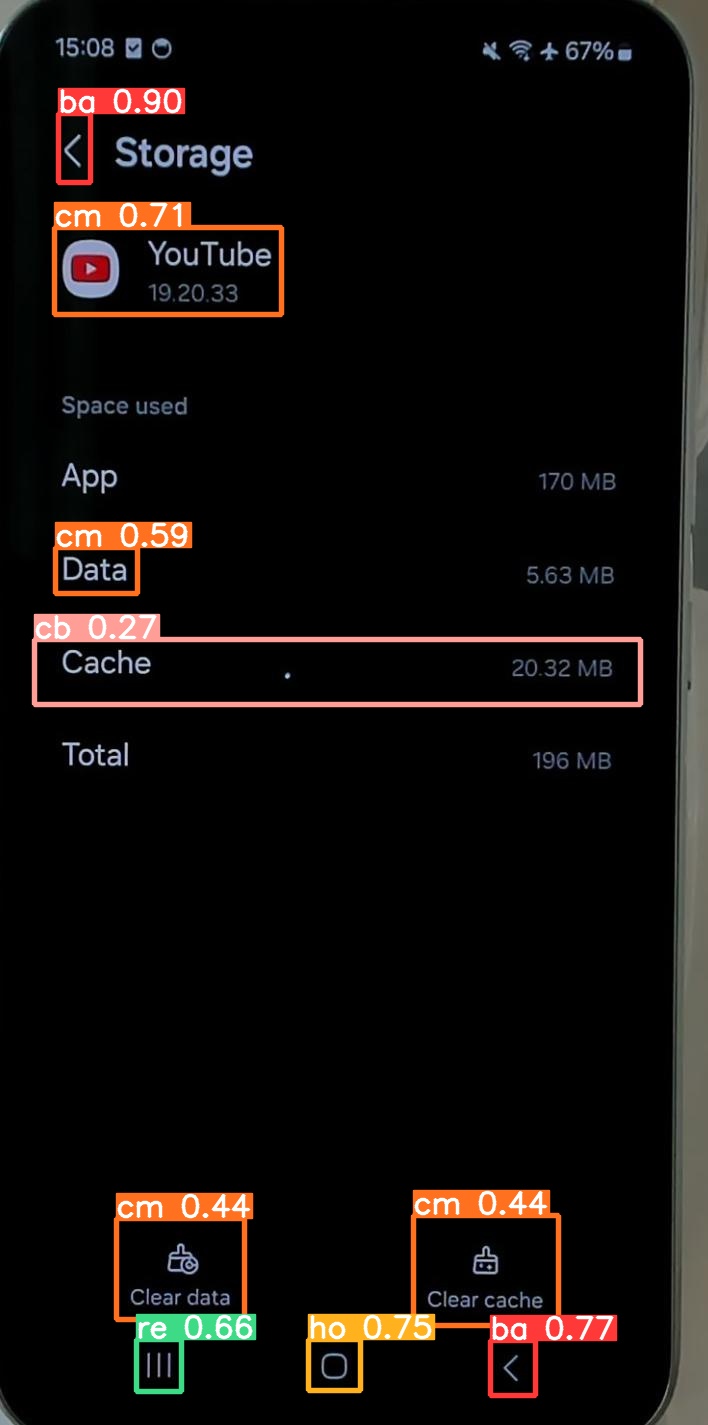 15:08 67%
ba 0.90
Storage
cm 0.71
YouTube
19.20.33
Space used
App 170 MB
cm 0.59
Data 5.63 MB
cb 0.27
Cache 20.32 MB
Total 196 MB
cm 0.44 cm 0.44
Clear data Clear cache
re 0.66 ho 0.75 ba 0.77